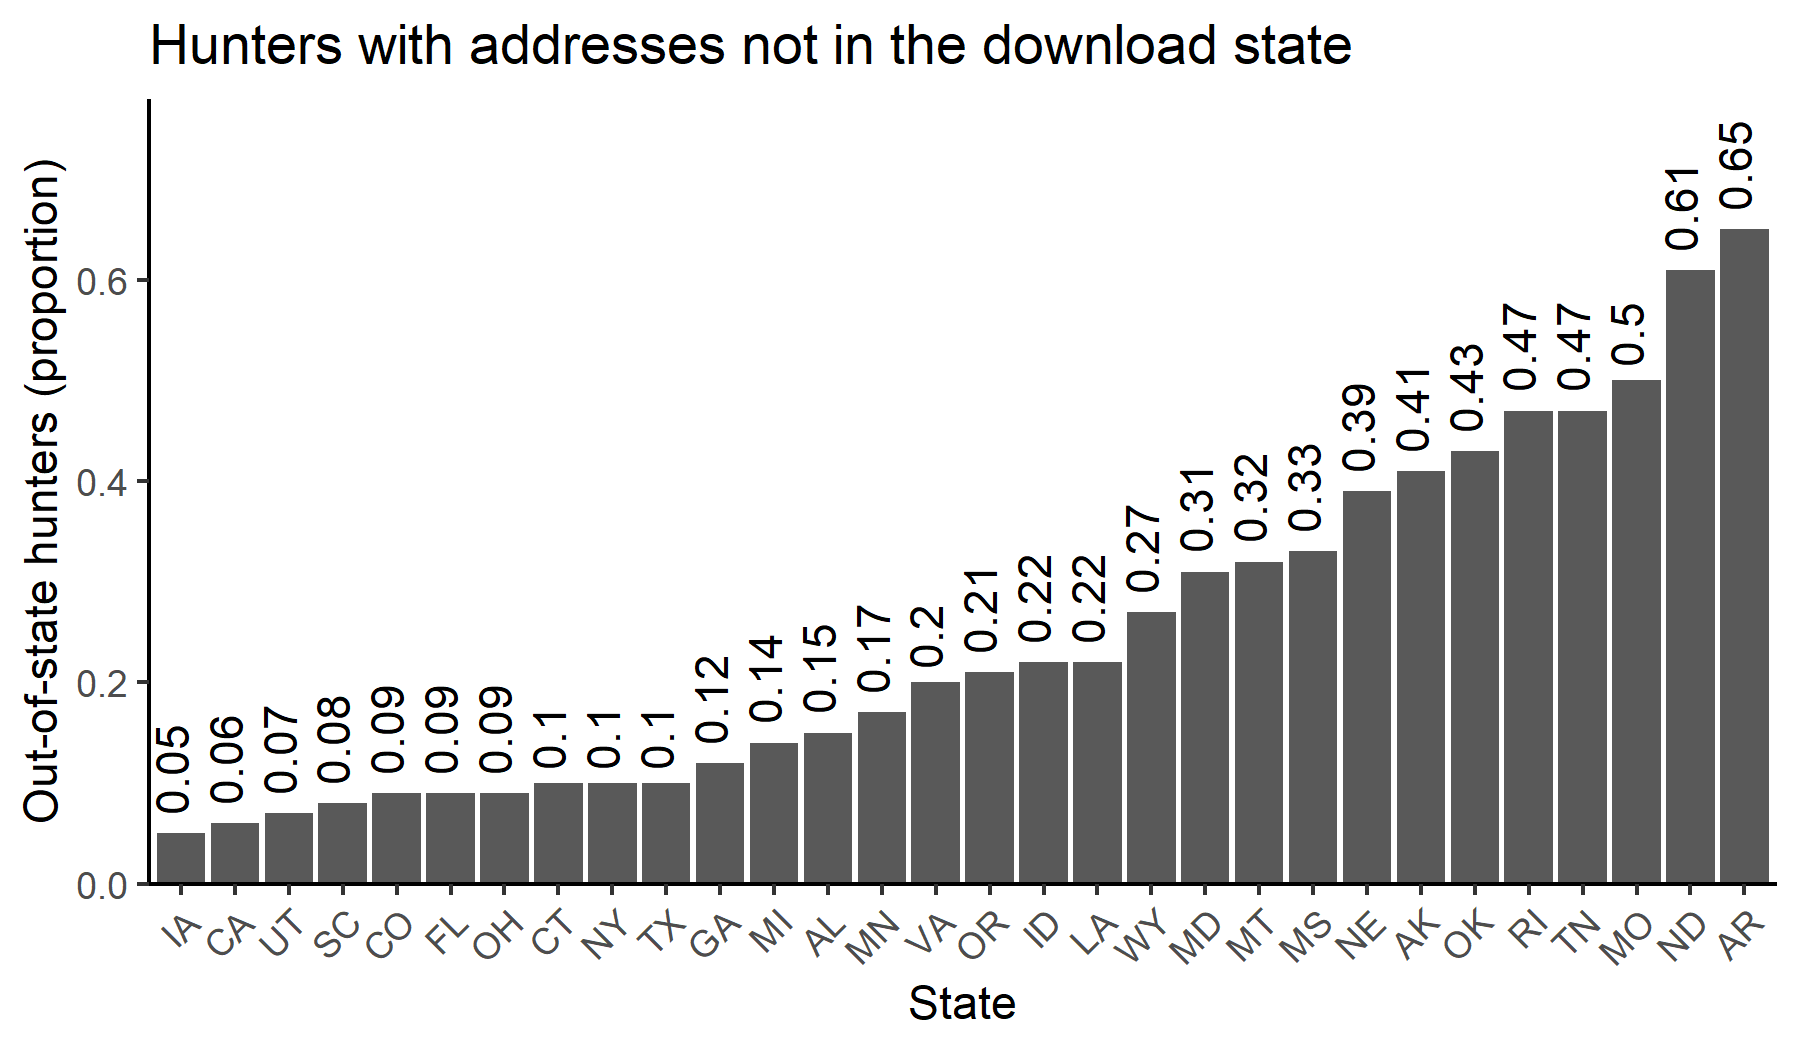 Hunters with addresses not in the download state
Out-of-state hunters (proportion)
0.6
0.4
0.2
0.0
0.05
0.06
0.07
0.08
0.09
0.09
0.09
0.1
0.1
0.1
0.12
0.14
0.15
0.17
0.2
0.21
0.22
0.22
0.27
0.31
0.32
0.33
0.39
0.41
0.43
0.47
0.47
0.5
0.61
0.65
IA
CA
UT
SC
CO
FL
OH
CT
NY
TX
GA
MI
AL
MN
VA
OR
ID
LA
WY
MD
MT
MS
NE
AK
OK
RI
TN
MO
ND
AR
State